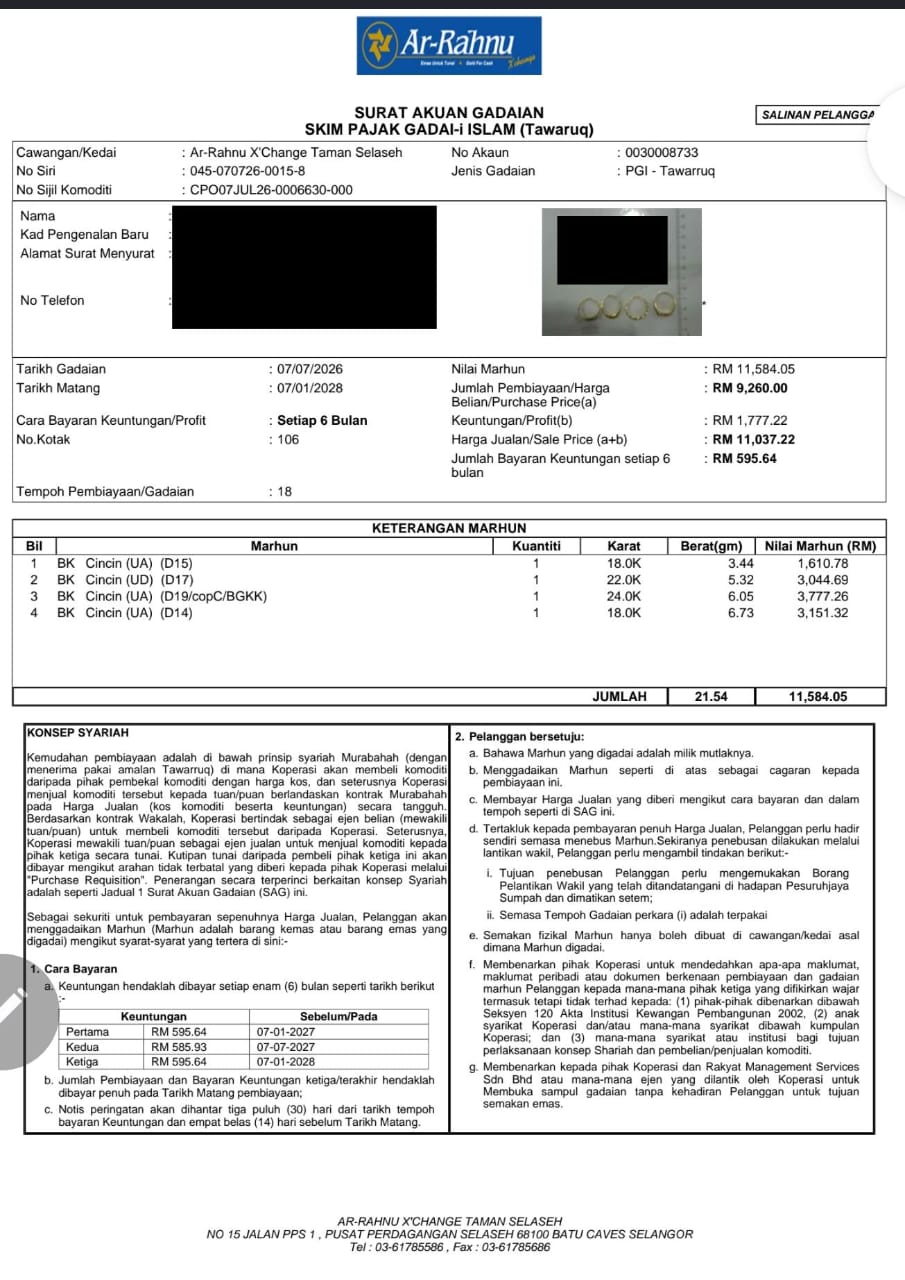 Ar-Rahnu
X'change
SURAT AKUAN GADAIAN
SKIM PAJAK GADAI-i ISLAM (Tawaruq)
SALINAN PELANGGA
Cawangan/Kedai : Ar-Rahnu X'Change Taman Selaseh No Akaun : 0030008733
No Siri : 045-070726-0015-8 Jenis Gadaian : PGI - Tawarruq
No Sijil Komoditi : CPO07JUL26-0006630-000
Nama :
Kad Pengenalan Baru :
Alamat Surat Menyurat :
No Telefon :
*
Tarikh Gadaian : 07/07/2026 Nilai Marhun : RM 11,584.05
Tarikh Matang : 07/01/2028 Jumlah Pembiayaan/Harga : RM 9,260.00
Belian/Purchase Price(a)
Cara Bayaran Keuntungan/Profit : Setiap 6 Bulan Keuntungan/Profit(b) : RM 1,777.22
No.Kotak : 106 Harga Jualan/Sale Price (a+b) : RM 11,037.22
Jumlah Bayaran Keuntungan setiap 6 : RM 595.64
bulan
Tempoh Pembiayaan/Gadaian : 18
KETERANGAN MARHUN
Bil Marhun Kuantiti Karat Berat(gm) Nilai Marhun (RM)
1 BK Cincin (UA) (D15) 1 18.0K 3.44 1,610.78
2 BK Cincin (UD) (D17) 1 22.0K 5.32 3,044.69
3 BK Cincin (UA) (D19/copC/BGKK) 1 24.0K 6.05 3,777.26
4 BK Cincin (UA) (D14) 1 18.0K 6.73 3,151.32
JUMLAH 21.54 11,584.05
KONSEP SYARIAH
Kemudahan pembiayaan adalah di bawah prinsip syariah Murabahah (dengan
menerima pakai amalan Tawarruq) di mana Koperasi akan membeli komoditi
daripada pihak pembekal komoditi dengan harga kos, dan seterusnya Koperasi
menjual komoditi tersebut kepada tuan/puan berlandaskan kontrak Murabahah
pada Harga Jualan (kos komoditi beserta keuntungan) secara tangguh.
Berdasarkan kontrak Wakalah, Koperasi bertindak sebagai ejen belian (mewakili
tuan/puan) untuk membeli komoditi tersebut daripada Koperasi. Seterusnya,
Koperasi mewakili tuan/puan sebagai ejen jualan untuk menjual komoditi kepada
pihak ketiga secara tunai. Kutipan tunai daripada pembeli pihak ketiga ini akan
dibayar mengikut arahan tidak terbatal yang diberi kepada pihak Koperasi melalui
"Purchase Requisition". Penerangan secara terperinci berkaitan konsep Syariah
adalah seperti Jadual 1 Surat Akuan Gadaian (SAG) ini.
Sebagai sekuriti untuk pembayaran sepenuhnya Harga Jualan, Pelanggan akan
menggadaikan Marhun (Marhun adalah barang kemas atau barang emas yang
digadai) mengikut syarat-syarat yang tertera di sini:-
1. Cara Bayaran
a. Keuntungan hendaklah dibayar setiap enam (6) bulan seperti tarikh berikut
:-
Keuntungan Sebelum/Pada
Pertama RM 595.64 07-01-2027
Kedua RM 585.93 07-07-2027
Ketiga RM 595.64 07-01-2028
b. Jumlah Pembiayaan dan Bayaran Keuntungan ketiga/terakhir hendaklah
dibayar penuh pada Tarikh Matang pembiayaan;
c. Notis peringatan akan dihantar tiga puluh (30) hari dari tarikh tempoh
bayaran Keuntungan dan empat belas (14) hari sebelum Tarikh Matang.
2. Pelanggan bersetuju:
a. Bahawa Marhun yang digadai adalah milik mutlaknya.
b. Menggadaikan Marhun seperti di atas sebagai cagaran kepada
pembiayaan ini.
c. Membayar Harga Jualan yang diberi mengikut cara bayaran dan dalam
tempoh seperti di SAG ini.
d. Tertakluk kepada pembayaran penuh Harga Jualan, Pelanggan perlu hadir
sendiri semasa menebus Marhun.Sekiranya penebusan dilakukan melalui
lantikan wakil, Pelanggan perlu mengambil tindakan berikut:-
i. Tujuan penebusan Pelanggan perlu mengemukakan Borang
Pelantikan Wakil yang telah ditandatangani di hadapan Pesuruhjaya
Sumpah dan dimatikan setem;
ii. Semasa Tempoh Gadaian perkara (i) adalah terpakai
e. Semakan fizikal Marhun hanya boleh dibuat di cawangan/kedai asal
dimana Marhun digadai.
f. Membenarkan pihak Koperasi untuk mendedahkan apa-apa maklumat,
maklumat peribadi atau dokumen berkenaan pembiayaan dan gadaian
marhun Pelanggan kepada mana-mana pihak ketiga yang difikirkan wajar
termasuk tetapi tidak terhad kepada: (1) pihak-pihak dibenarkan dibawah
Seksyen 120 Akta Institusi Kewangan Pembangunan 2002, (2) anak
syarikat Koperasi dan/atau mana-mana syarikat dibawah kumpulan
Koperasi; dan (3) mana-mana syarikat atau institusi bagi tujuan
perlaksanaan konsep Shariah dan pembelian/penjualan komoditi.
g. Membenarkan kepada pihak Koperasi dan Rakyat Management Services
Sdn Bhd atau mana-mana ejen yang dilantik oleh Koperasi untuk
Membuka sampul gadaian tanpa kehadiran Pelanggan untuk tujuan
semakan emas.
AR-RAHNU X'CHANGE TAMAN SELASEH
NO 15 JALAN PPS 1 , PUSAT PERDAGANGAN SELASEH 68100 BATU CAVES SELANGOR
Tel : 03-61785586 , Fax : 03-61785686